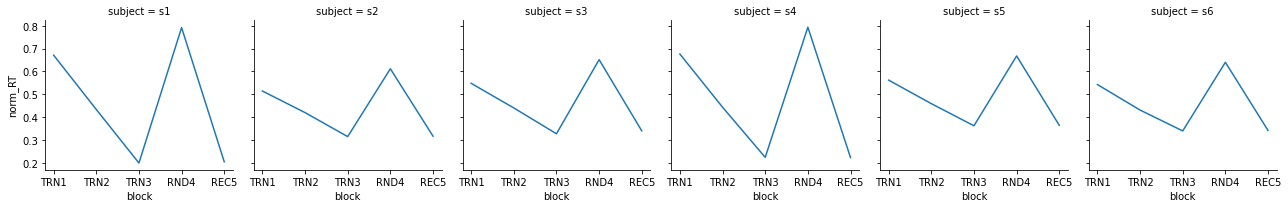 subject = s1 subject = s2 subject = s3 subject = s4 subject = s5 subject = s6
0.8
0.7
0.6
0.5
0.4
0.3
0.2
norm_RT
TRN1 TRN2 TRN3 RND4 REC5 TRN1 TRN2 TRN3 RND4 REC5 TRN1 TRN2 TRN3 RND4 REC5 TRN1 TRN2 TRN3 RND4 REC5 TRN1 TRN2 TRN3 RND4 REC5 TRN1 TRN2 TRN3 RND4 REC5
block block block block block block